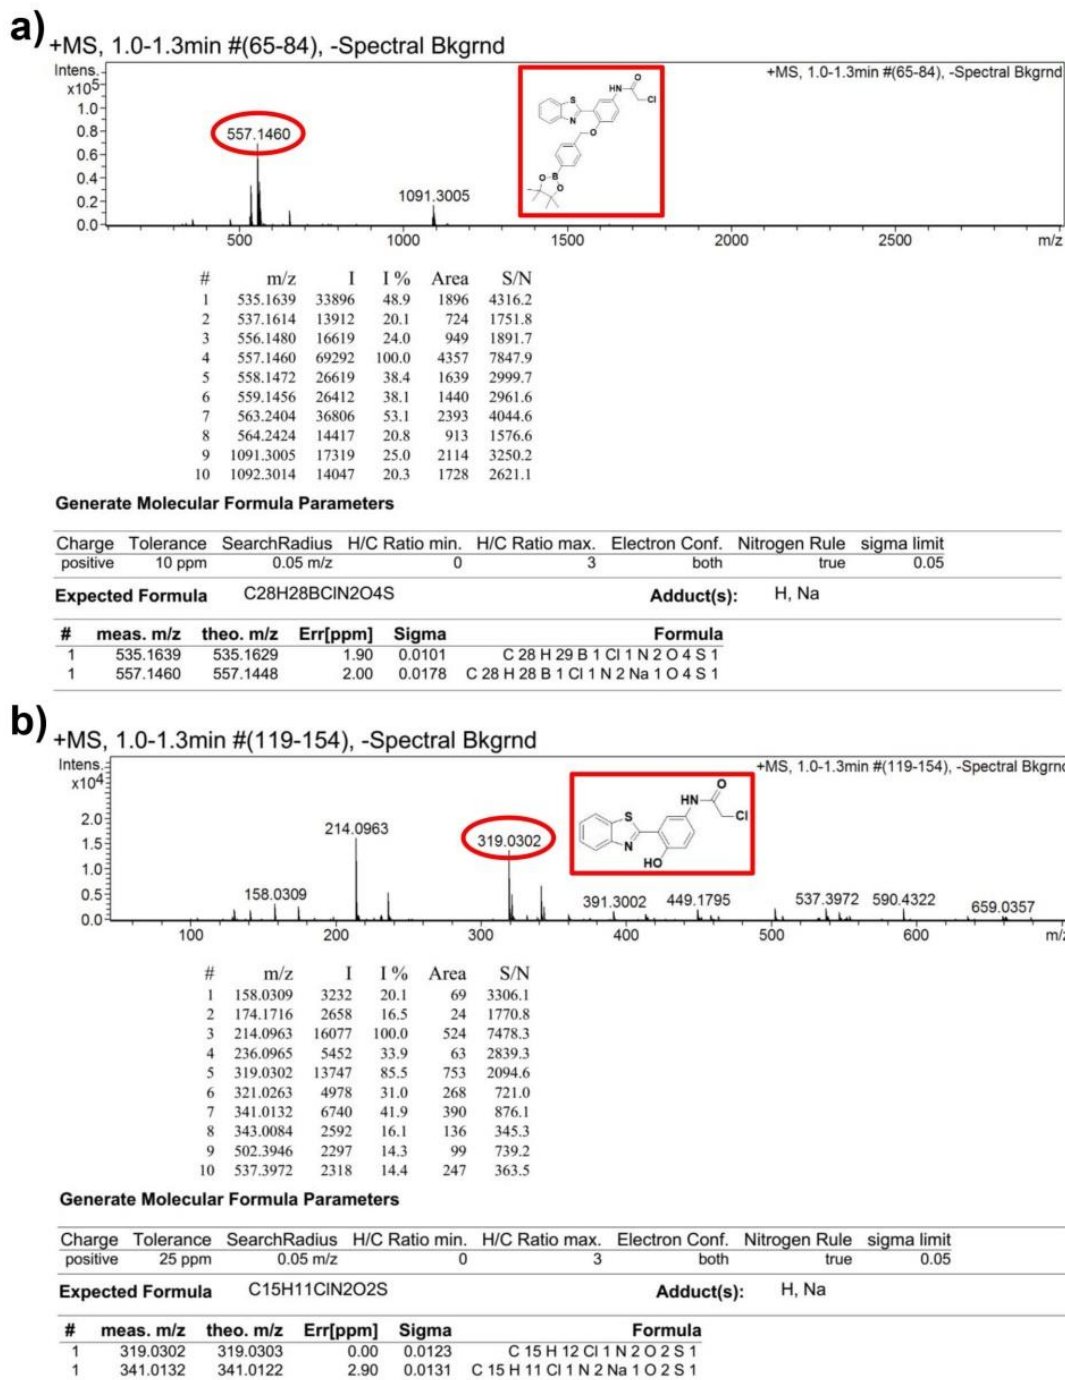 a)
+MS, 1.0-1.3min #(65-84), -Spectral Bkgrnd
Intens.
x10⁵
+MS, 1.0-1.3min #(65-84), -Spectral Bkgrnd
1.0
0.8
0.6
0.4
0.2
0.0
557.1460
1091.3005
S
N
NH
O
Cl
O
O
B
O
500 1000 1500 2000 2500 m/z
# m/z I I % Area S/N
1 535.1639 33896 48.9 1896 4316.2
2 537.1614 13912 20.1 724 1751.8
3 556.1480 16619 24.0 949 1891.7
4 557.1460 69292 100.0 4357 7847.9
5 558.1472 26619 38.4 1639 2999.7
6 559.1456 26412 38.1 1440 2961.6
7 563.2404 36806 53.1 2393 4044.6
8 564.2424 14417 20.8 913 1576.6
9 1091.3005 17319 25.0 2114 3250.2
10 1092.3014 14047 20.3 1728 2621.1
Generate Molecular Formula Parameters
Charge Tolerance SearchRadius H/C Ratio min. H/C Ratio max. Electron Conf. Nitrogen Rule sigma limit
positive 10 ppm 0.05 m/z 0 3 both true 0.05
Expected Formula C28H28BClN2O4S Adduct(s): H, Na
# meas. m/z theo. m/z Err[ppm] Sigma Formula
1 535.1639 535.1629 1.90 0.0101 C 28 H 29 B 1 Cl 1 N 2 O 4 S 1
1 557.1460 557.1448 2.00 0.0178 C 28 H 28 B 1 Cl 1 N 2 Na 1 O 4 S 1
b)
+MS, 1.0-1.3min #(119-154), -Spectral Bkgrnd
Intens.
x10⁴
+MS, 1.0-1.3min #(119-154), -Spectral Bkgrnd
2.0
1.5
1.0
0.5
0.0
158.0309
214.0963
319.0302
391.3002
449.1795
537.3972
590.4322
659.0357
S
N
HN
O
Cl
HO
100 200 300 400 500 600 m/z
# m/z I I % Area S/N
1 158.0309 3232 20.1 69 3306.1
2 174.1716 2658 16.5 24 1770.8
3 214.0963 16077 100.0 524 7478.3
4 236.0965 5452 33.9 63 2839.3
5 319.0302 13747 85.5 753 2094.6
6 321.0263 4978 31.0 268 721.0
7 341.0132 6740 41.9 390 876.1
8 343.0084 2592 16.1 136 345.3
9 502.3946 2297 14.3 99 739.2
10 537.3972 2318 14.4 247 363.5
Generate Molecular Formula Parameters
Charge Tolerance SearchRadius H/C Ratio min. H/C Ratio max. Electron Conf. Nitrogen Rule sigma limit
positive 25 ppm 0.05 m/z 0 3 both true 0.05
Expected Formula C15H11ClN2O2S Adduct(s): H, Na
# meas. m/z theo. m/z Err[ppm] Sigma Formula
1 319.0302 319.0303 0.00 0.0123 C 15 H 12 Cl 1 N 2 O 2 S 1
1 341.0132 341.0122 2.90 0.0131 C 15 H 11 Cl 1 N 2 Na 1 O 2 S 1